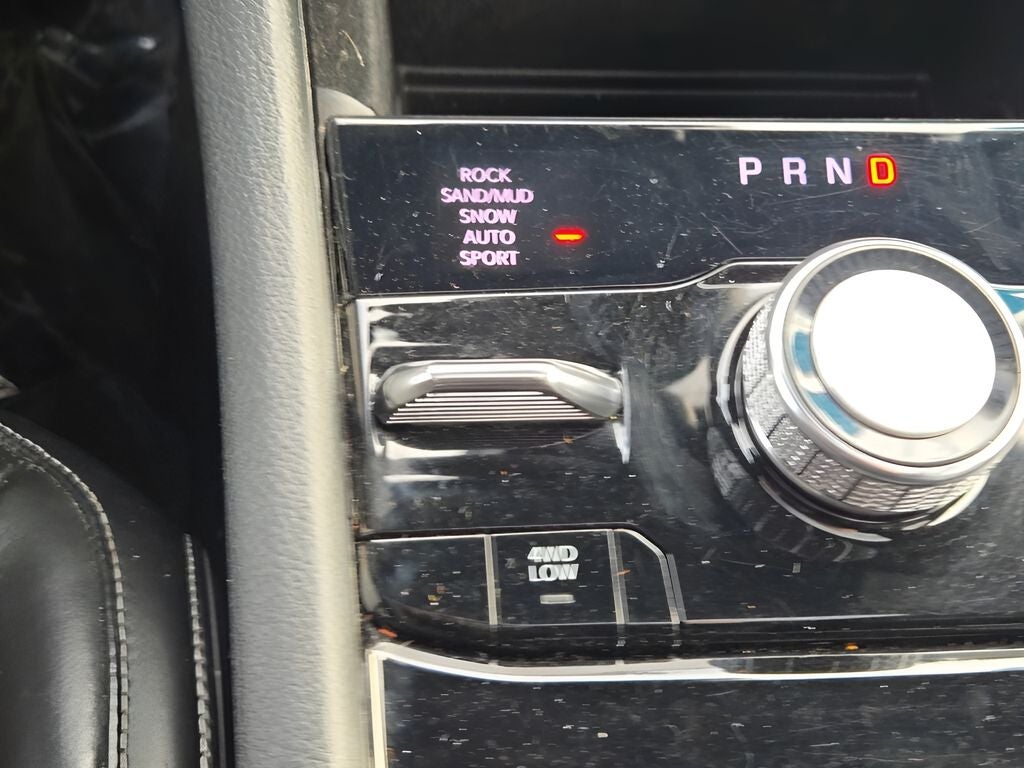 ROCK
SAND/MUD
SNOW
AUTO
SPORT
P R N D
4WD
LOW